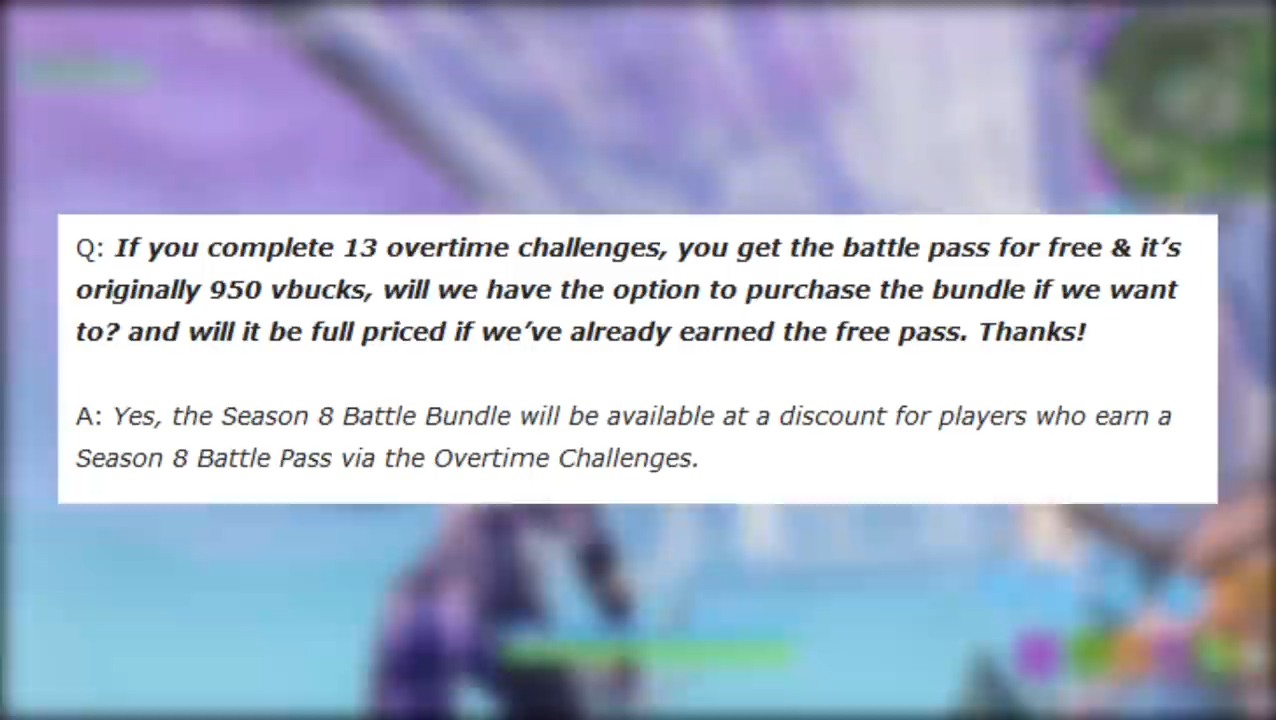 Q: If you complete 13 overtime challenges, you get the battle pass for free & it’s
originally 950 vbucks, will we have the option to purchase the bundle if we want
to? and will it be full priced if we’ve already earned the free pass. Thanks!
A: Yes, the Season 8 Battle Bundle will be available at a discount for players who earn a
Season 8 Battle Pass via the Overtime Challenges.